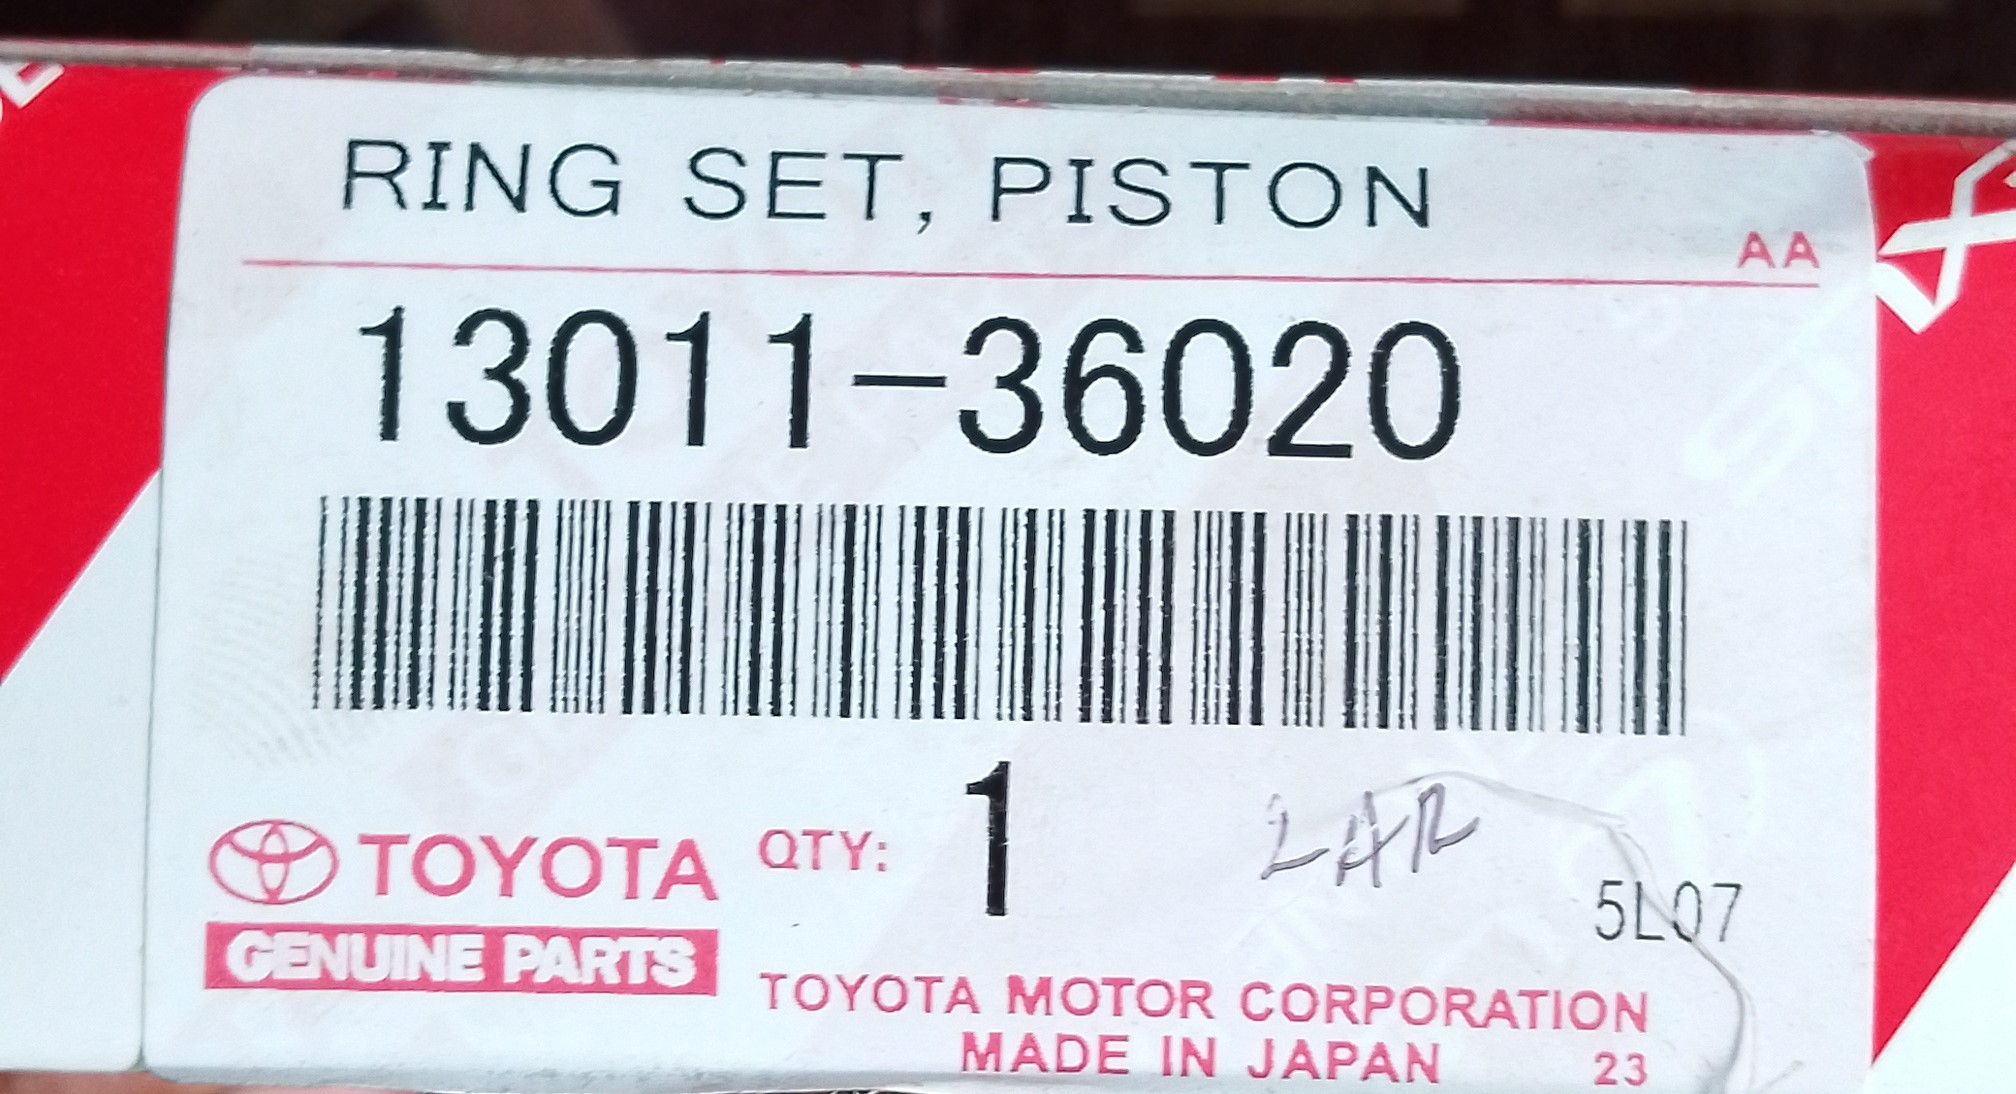 RING SET, PISTON
AA
13011-36020
TOYOTA QTY: 1
5L07
GENUINE PARTS
TOYOTA MOTOR CORPORATION
MADE IN JAPAN 23